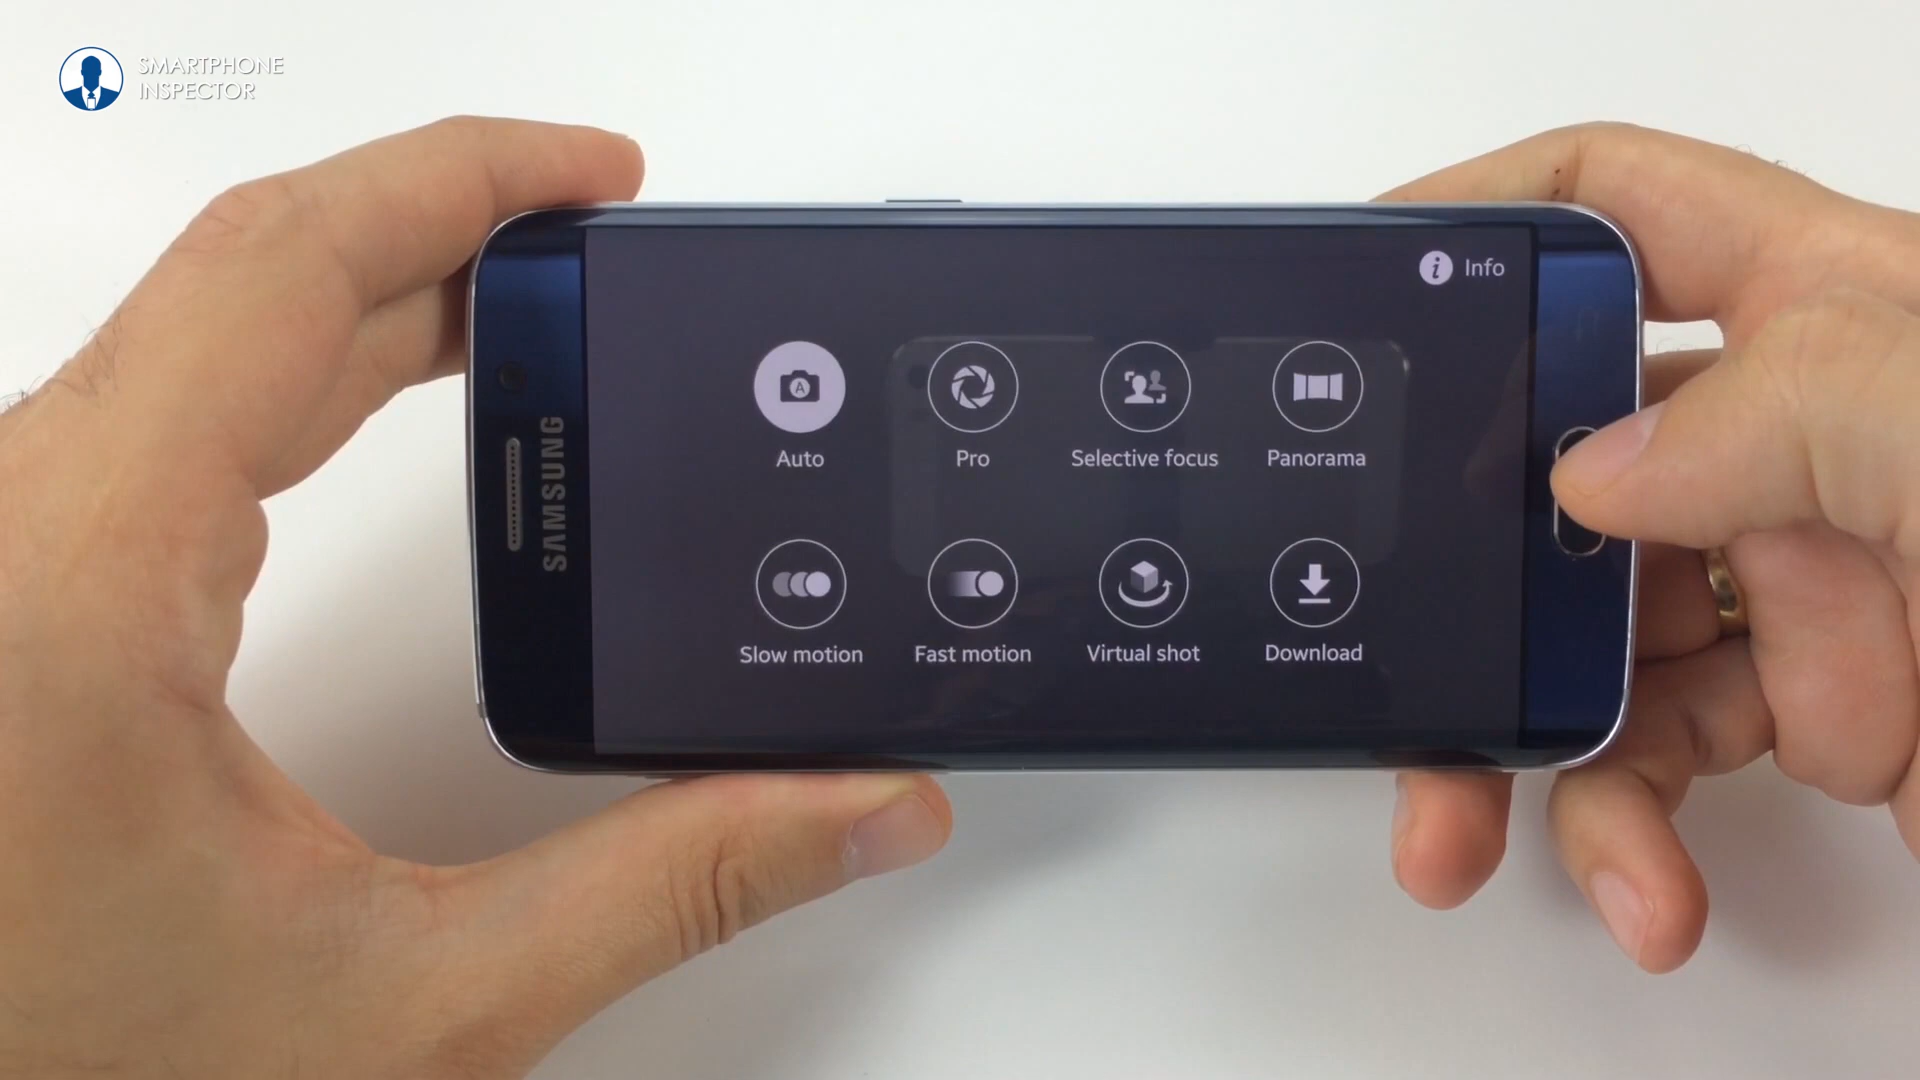 SMARTPHONE
INSPECTOR
Info
SAMSUNG
Auto
Pro
Selective focus
Panorama
Slow motion
Fast motion
Virtual shot
Download